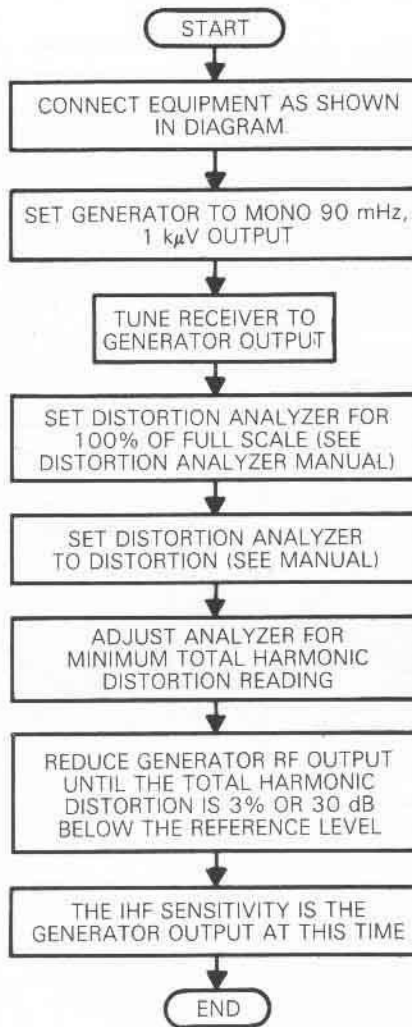 START
CONNECT EQUIPMENT AS SHOWN
IN DIAGRAM
SET GENERATOR TO MONO 90 mHz,
1 kμV OUTPUT
TUNE RECEIVER TO
GENERATOR OUTPUT
SET DISTORTION ANALYZER FOR
100% OF FULL SCALE (SEE
DISTORTION ANALYZER MANUAL)
SET DISTORTION ANALYZER
TO DISTORTION (SEE MANUAL)
ADJUST ANALYZER FOR
MINIMUM TOTAL HARMONIC
DISTORTION READING
REDUCE GENERATOR RF OUTPUT
UNTIL THE TOTAL HARMONIC
DISTORTION IS 3% OR 30 dB
BELOW THE REFERENCE LEVEL
THE IHF SENSITIVITY IS THE
GENERATOR OUTPUT AT THIS TIME
END